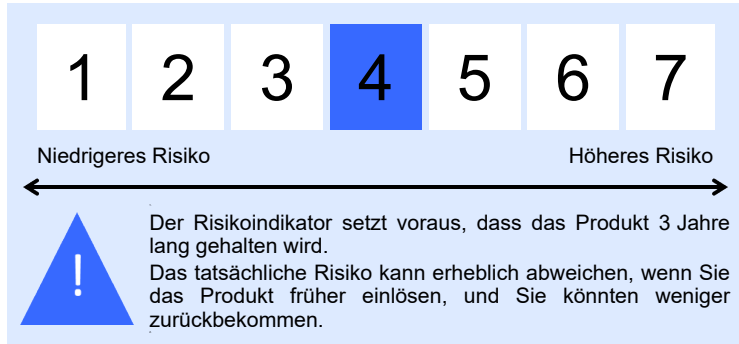 1 2 3 4 5 6 7
Niedrigeres Risiko Höheres Risiko
!
Der Risikoindikator setzt voraus, dass das Produkt 3 Jahre
lang gehalten wird.
Das tatsächliche Risiko kann erheblich abweichen, wenn Sie
das Produkt früher einlösen, und Sie könnten weniger
zurückbekommen.